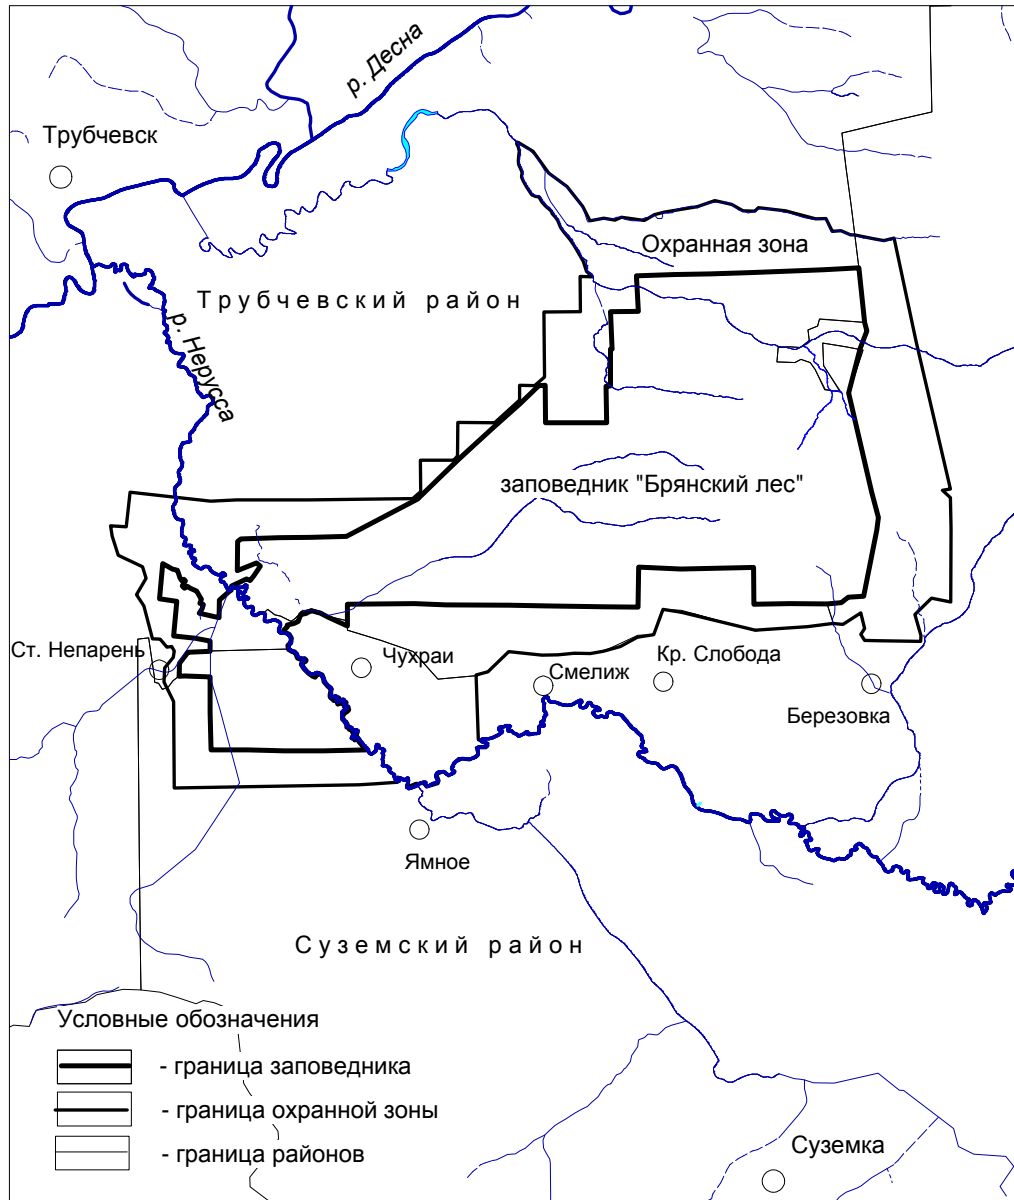 р. Десна
Трубчевск
Охранная зона
Трубчевский район
р. Нерусса
заповедник "Брянский лес"
Ст. Непарень
Чухраи
Смелиж
Кр. Слобода
Березовка
Ямное
Суземский район
Условные обозначения
- граница заповедника
- граница охранной зоны
- граница районов
Суземка